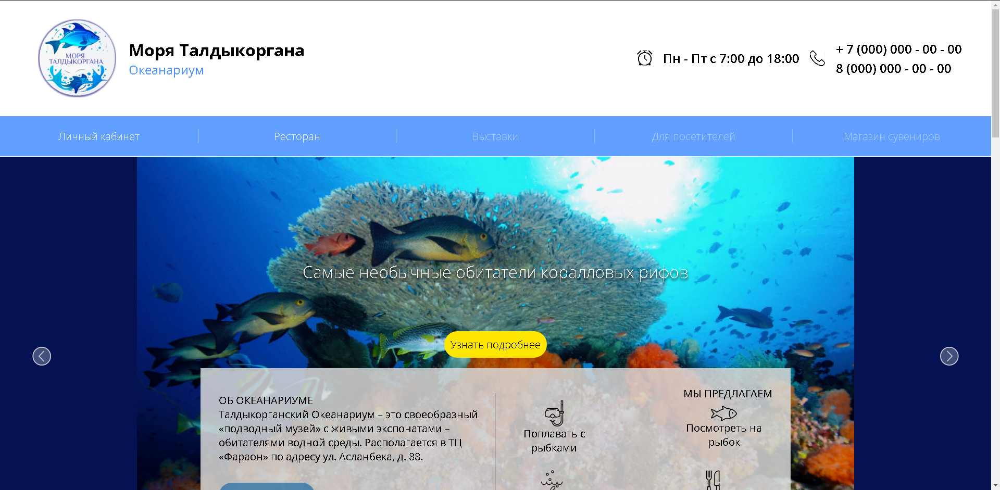 МОРЯ
ТАЛДЫКОРГАНА
Моря Талдыкоргана
Океанариум
Пн - Пт с 7:00 до 18:00
+ 7 (000) 000 - 00 - 00
8 (000) 000 - 00 - 00
Личный кабинет
Ресторан
Выставки
Для посетителей
Магазин сувениров
Самые необычные обитатели коралловых рифов
Узнать подробнее
ОБ ОКЕАНАРИУМЕ
Талдыкорганский Океанариум – это своеобразный
«подводный музей» с живыми экспонатами –
обитателями водной среды. Располагается в ТЦ
«Фараон» по адресу ул. Асланбека, д. 88.
МЫ ПРЕДЛАГАЕМ
Поплавать с
рыбками
Посмотреть на
рыбок